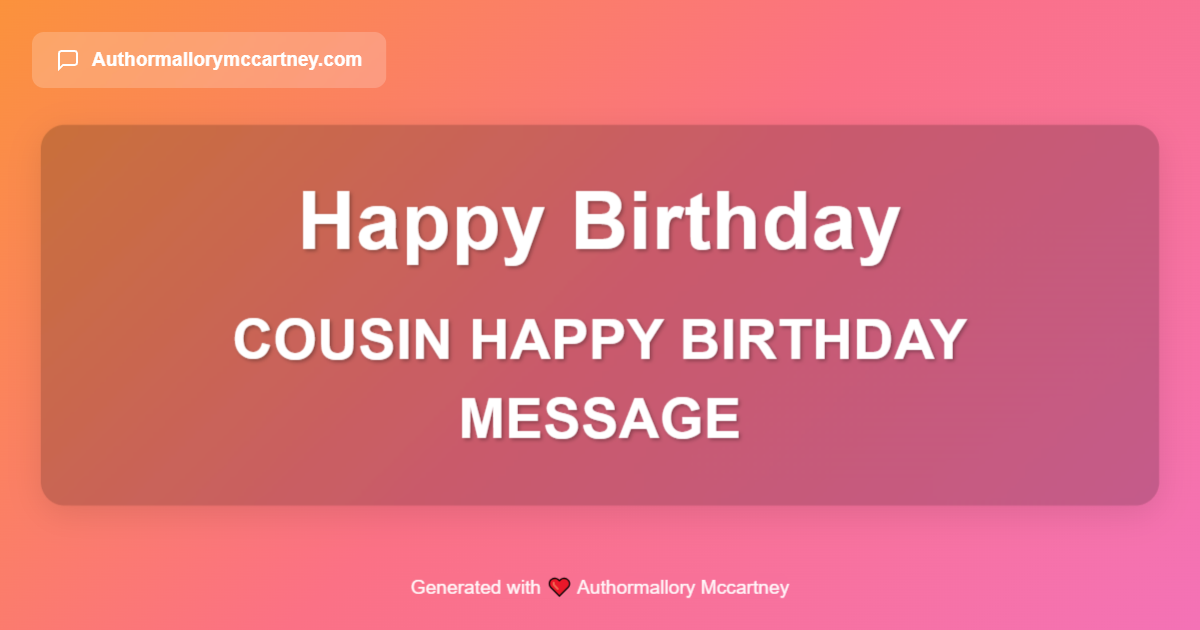 Authormallorymccartney.com
Happy Birthday
COUSIN HAPPY BIRTHDAY
MESSAGE
Generated with ❤️ Authormallory Mccartney